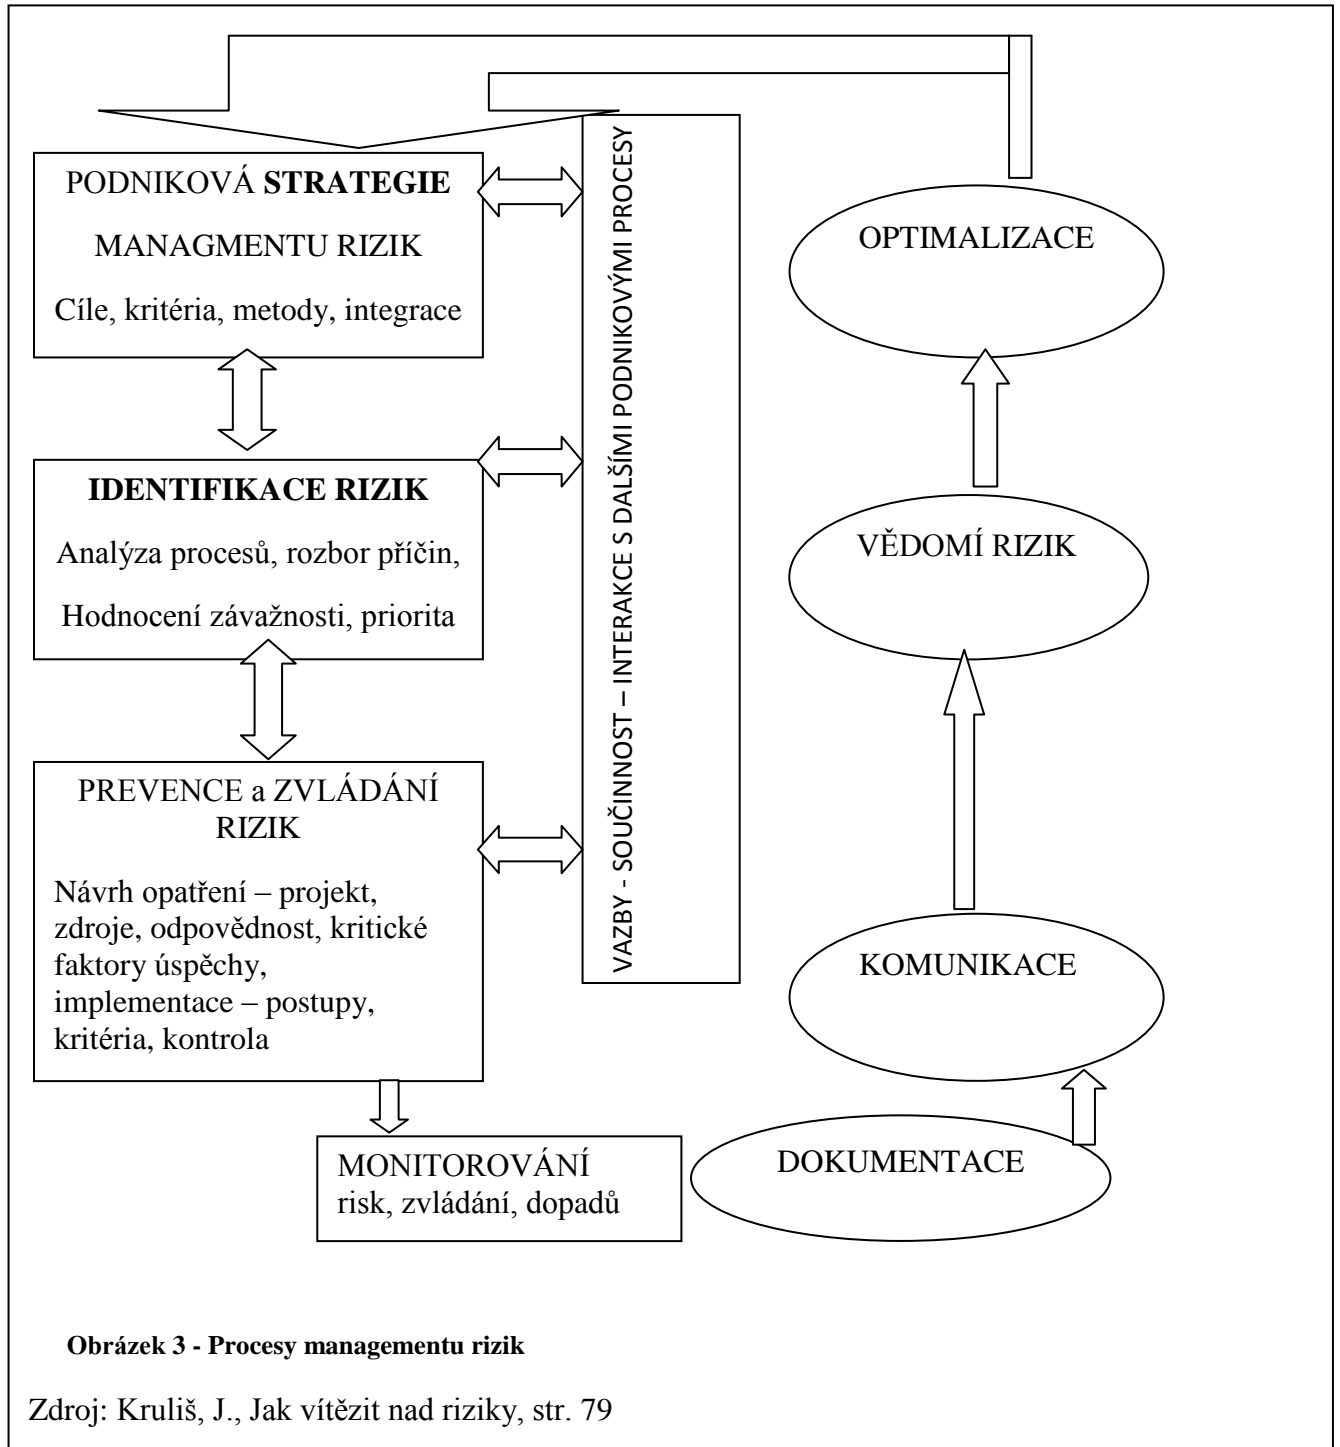 PODNIKOVÁ STRATEGIE
MANAGMENTU RIZIK
Cíle, kritéria, metody, integrace
IDENTIFIKACE RIZIK
Analýza procesů, rozbor příčin,
Hodnocení závažnosti, priorita
PREVENCE a ZVLÁDÁNÍ
RIZIK
Návrh opatření – projekt,
zdroje, odpovědnost, kritické
faktory úspěchy,
implementace – postupy,
kritéria, kontrola
MONITOROVÁNÍ
risk, zvládání, dopadů
VAZBY - SOUČINNOST – INTERAKCE S DALŠÍMI PODNIKOVÝMI PROCESY
OPTIMALIZACE
VĚDOMÍ RIZIK
KOMUNIKACE
DOKUMENTACE
Obrázek 3 - Procesy managementu rizik
Zdroj: Kruliš, J., Jak vítězit nad riziky, str. 79